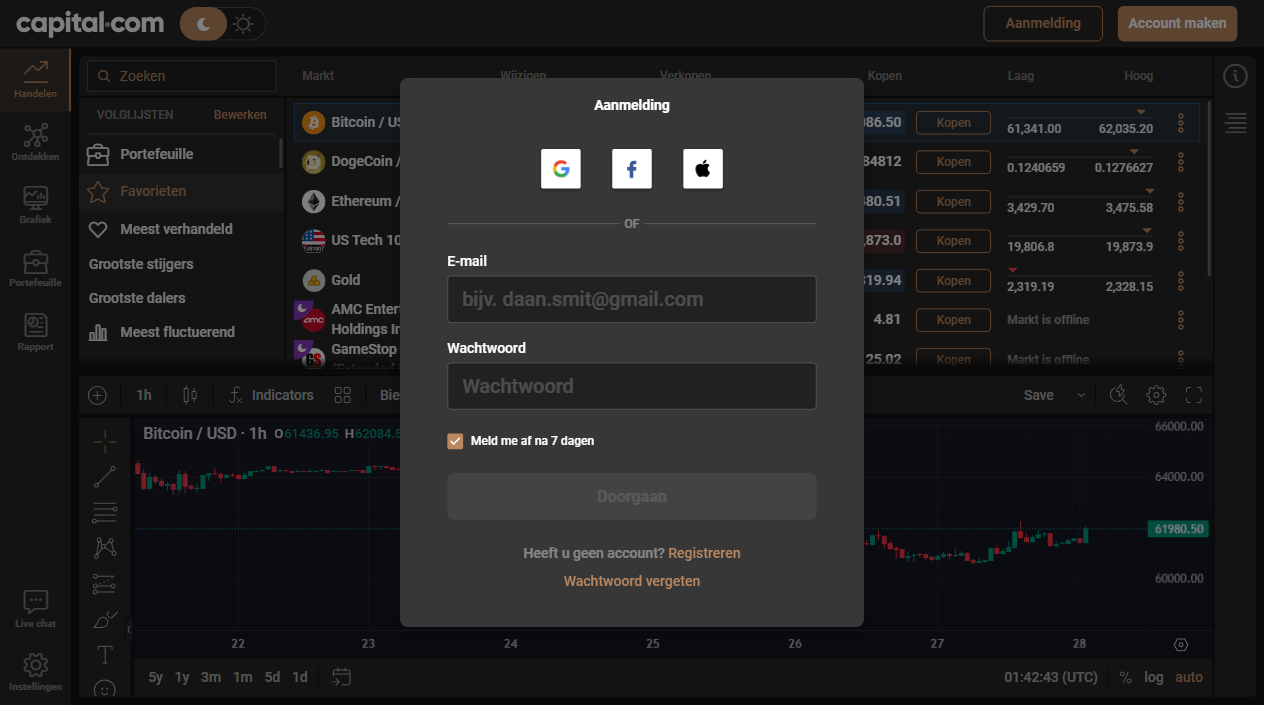 capital.com
Aanmelding
Account maken
Handelen
Ontdekken
Grafiek
Portefeuille
Rapport
Live chat
Instellingen
Zoeken
VOLGLIJSTEN
Bewerken
Portefeuille
Favorieten
Meest verhandeld
Grootste stijgers
Grootste dalers
Meest fluctuerend
Markt
Wijzigen
Verkopen
Kopen
Laag
Hoog
Bitcoin / US
86.50
Kopen
61,341.00
62,035.20
DogeCoin /
84812
Kopen
0.1240659
0.1276627
Ethereum /
80.51
Kopen
3,429.70
3,475.58
US Tech 10
,873.0
Kopen
19,806.8
19,873.9
Gold
19.94
Kopen
2,319.19
2,328.15
AMC Enter
Holdings In
4.81
Kopen
Markt is offline
GameStop
(Extended
25.02
Kopen
Markt is offline
Aanmelding
OF
E-mail
bijv. daan.smit@gmail.com
Wachtwoord
Wachtwoord
Meld me af na 7 dagen
Doorgaan
Heeft u geen account? Registreren
Wachtwoord vergeten
1h
Indicators
Bie
Save
Bitcoin / USD · 1h
O61436.95
H62084.5
66000.00
64000.00
61980.50
60000.00
22
23
24
25
26
27
28
5y
1y
3m
1m
5d
1d
01:42:43 (UTC)
%
log
auto